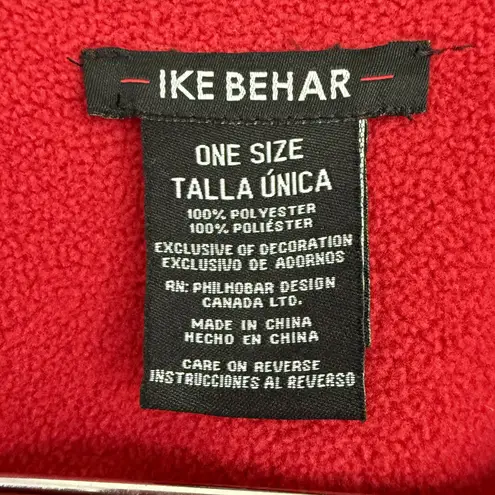 IKE BEHAR
ONE SIZE
TALLA ÚNICA
100% POLYESTER
100% POLIÉSTER
EXCLUSIVE OF DECORATION
EXCLUSIVO DE ADORNOS
RN: PHILHOBAR DESIGN
CANADA LTD.
MADE IN CHINA
HECHO EN CHINA
CARE ON REVERSE
INSTRUCCIONES AL REVERSO